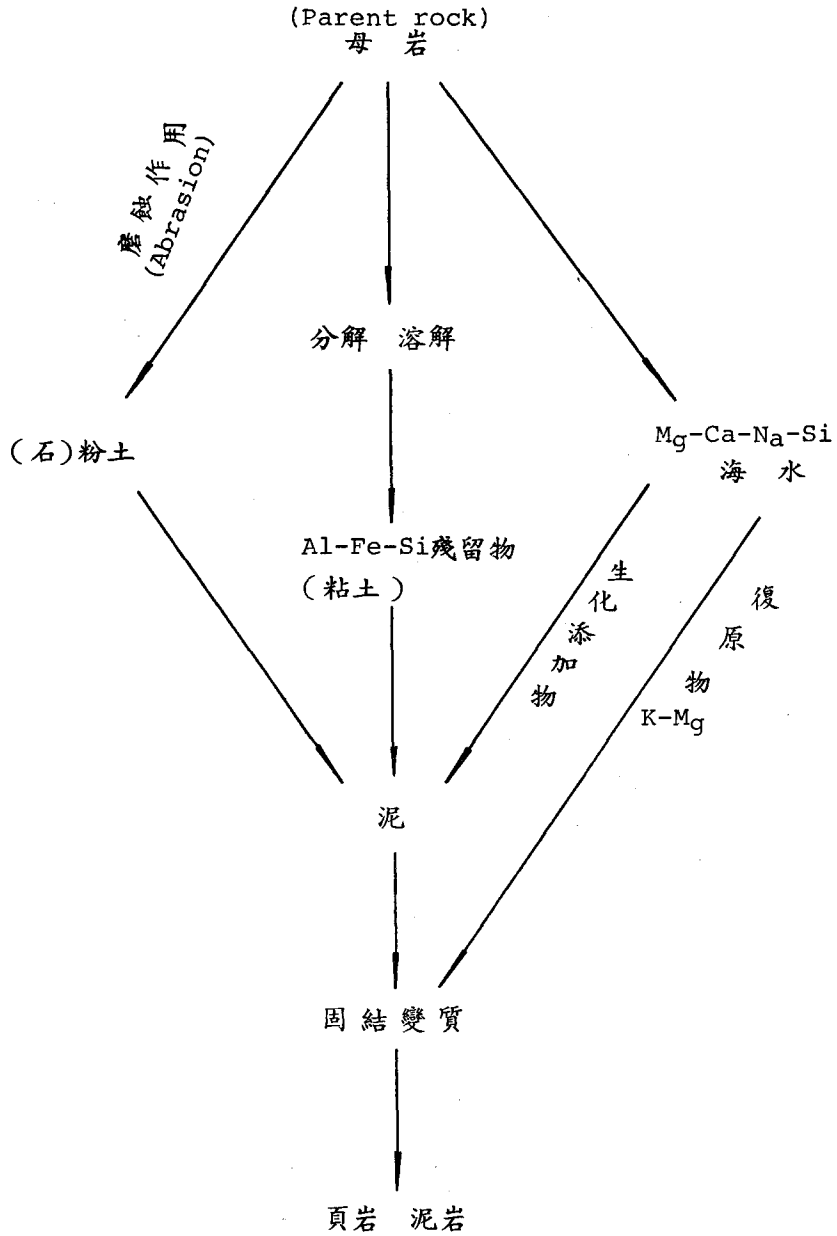 (Parent rock)
母岩
磨蝕作用
(Abrasion)
分解 溶解
(石)粉土
Mg-Ca-Na-Si
海水
Al-Fe-Si殘留物
(粘土)
生化添加物
復原物
K-Mg
泥
固結變質
頁岩 泥岩